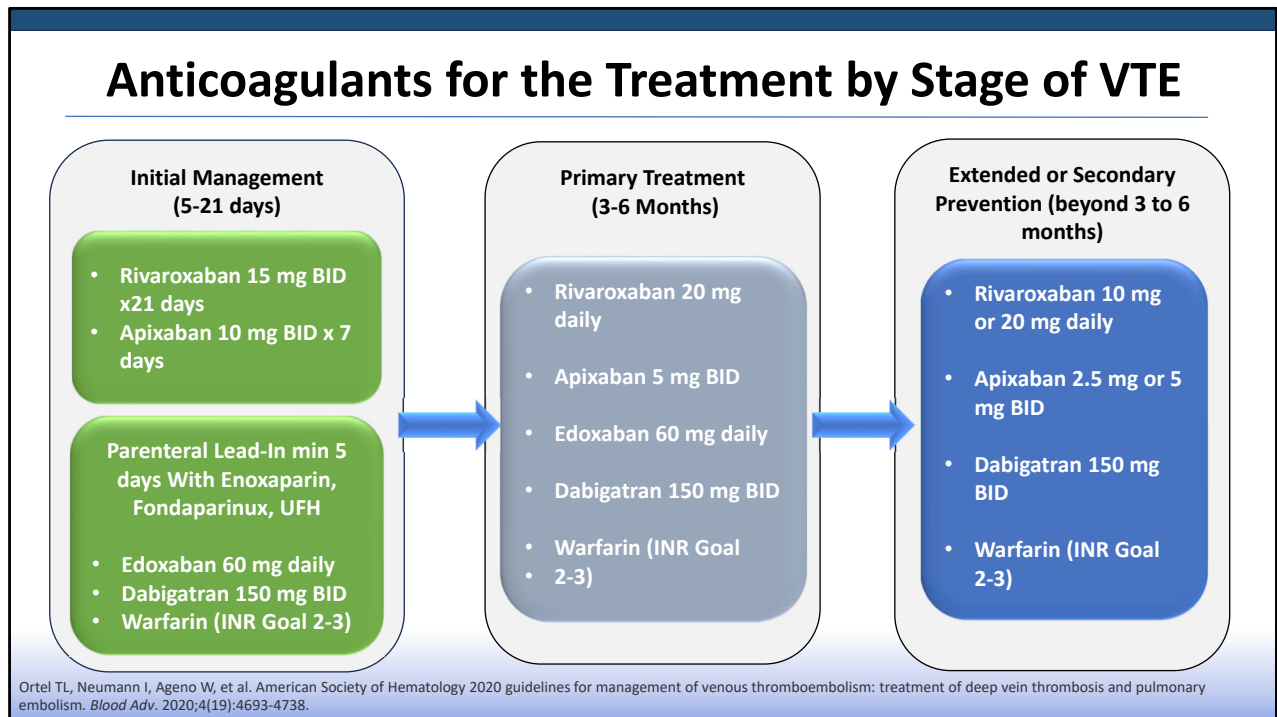 Anticoagulants for the Treatment by Stage of VTE
Initial Management
(5-21 days)
• Rivaroxaban 15 mg BID
x21 days
• Apixaban 10 mg BID x 7
days
Parenteral Lead-In min 5
days With Enoxaparin,
Fondaparinux, UFH
• Edoxaban 60 mg daily
• Dabigatran 150 mg BID
• Warfarin (INR Goal 2-3)
Primary Treatment
(3-6 Months)
• Rivaroxaban 20 mg
daily
• Apixaban 5 mg BID
• Edoxaban 60 mg daily
• Dabigatran 150 mg BID
• Warfarin (INR Goal
• 2-3)
Extended or Secondary
Prevention (beyond 3 to 6
months)
• Rivaroxaban 10 mg
or 20 mg daily
• Apixaban 2.5 mg or 5
mg BID
• Dabigatran 150 mg
BID
• Warfarin (INR Goal
2-3)
Ortel TL, Neumann I, Ageno W, et al. American Society of Hematology 2020 guidelines for management of venous thromboembolism: treatment of deep vein thrombosis and pulmonary
embolism. Blood Adv. 2020;4(19):4693-4738.